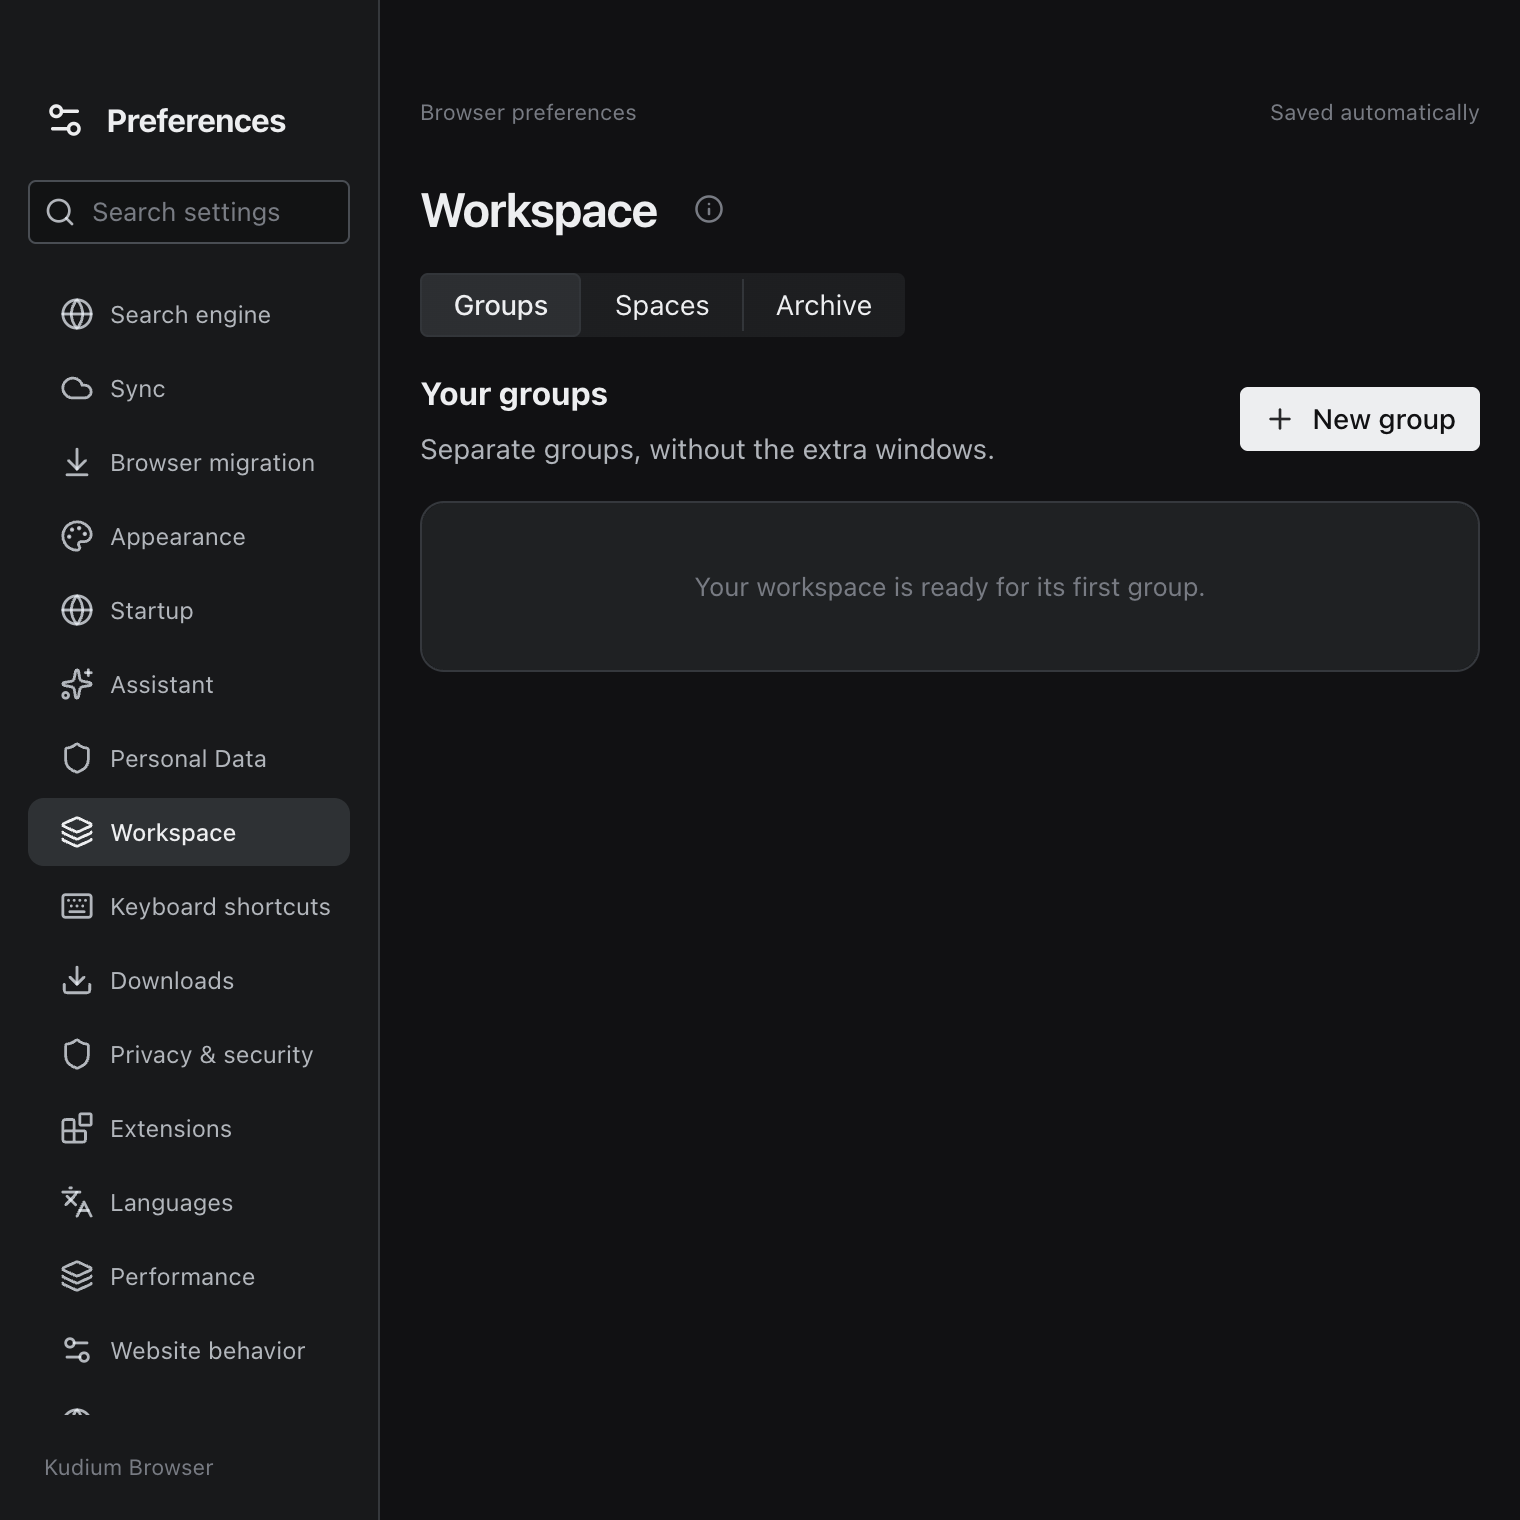 Preferences
Search settings
Search engine
Sync
Browser migration
Appearance
Startup
Assistant
Personal Data
Workspace
Keyboard shortcuts
Downloads
Privacy & security
Extensions
Languages
Performance
Website behavior
Kudium Browser
Browser preferences
Saved automatically
Workspace
Groups
Spaces
Archive
Your groups
Separate groups, without the extra windows.
New group
Your workspace is ready for its first group.